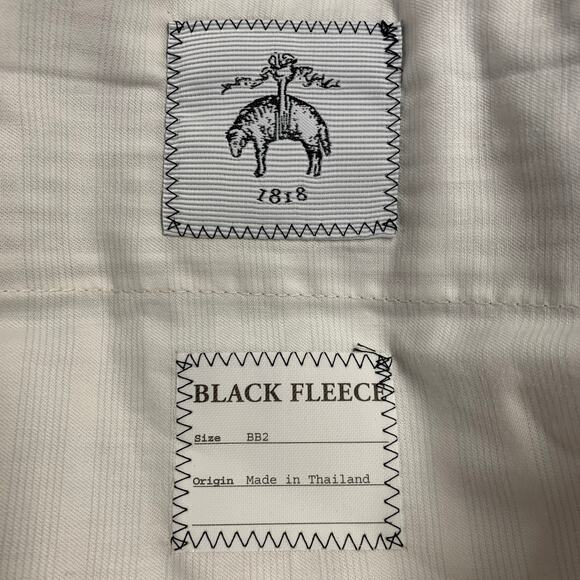 1818
BLACK FLEECE
Size BB2
Origin Made in Thailand